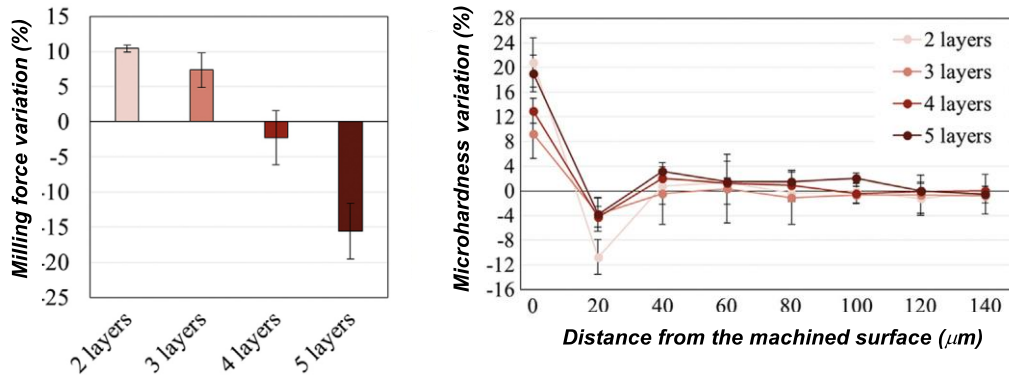 Milling force variation (%)
15
10
5
0
-5
-10
-15
-20
-25
2 layers
3 layers
4 layers
5 layers
Microhardness variation (%)
28
24
20
16
12
8
4
0
-4
-8
-12
-16
2 layers
3 layers
4 layers
5 layers
0 20 40 60 80 100 120 140
Distance from the machined surface (μm)